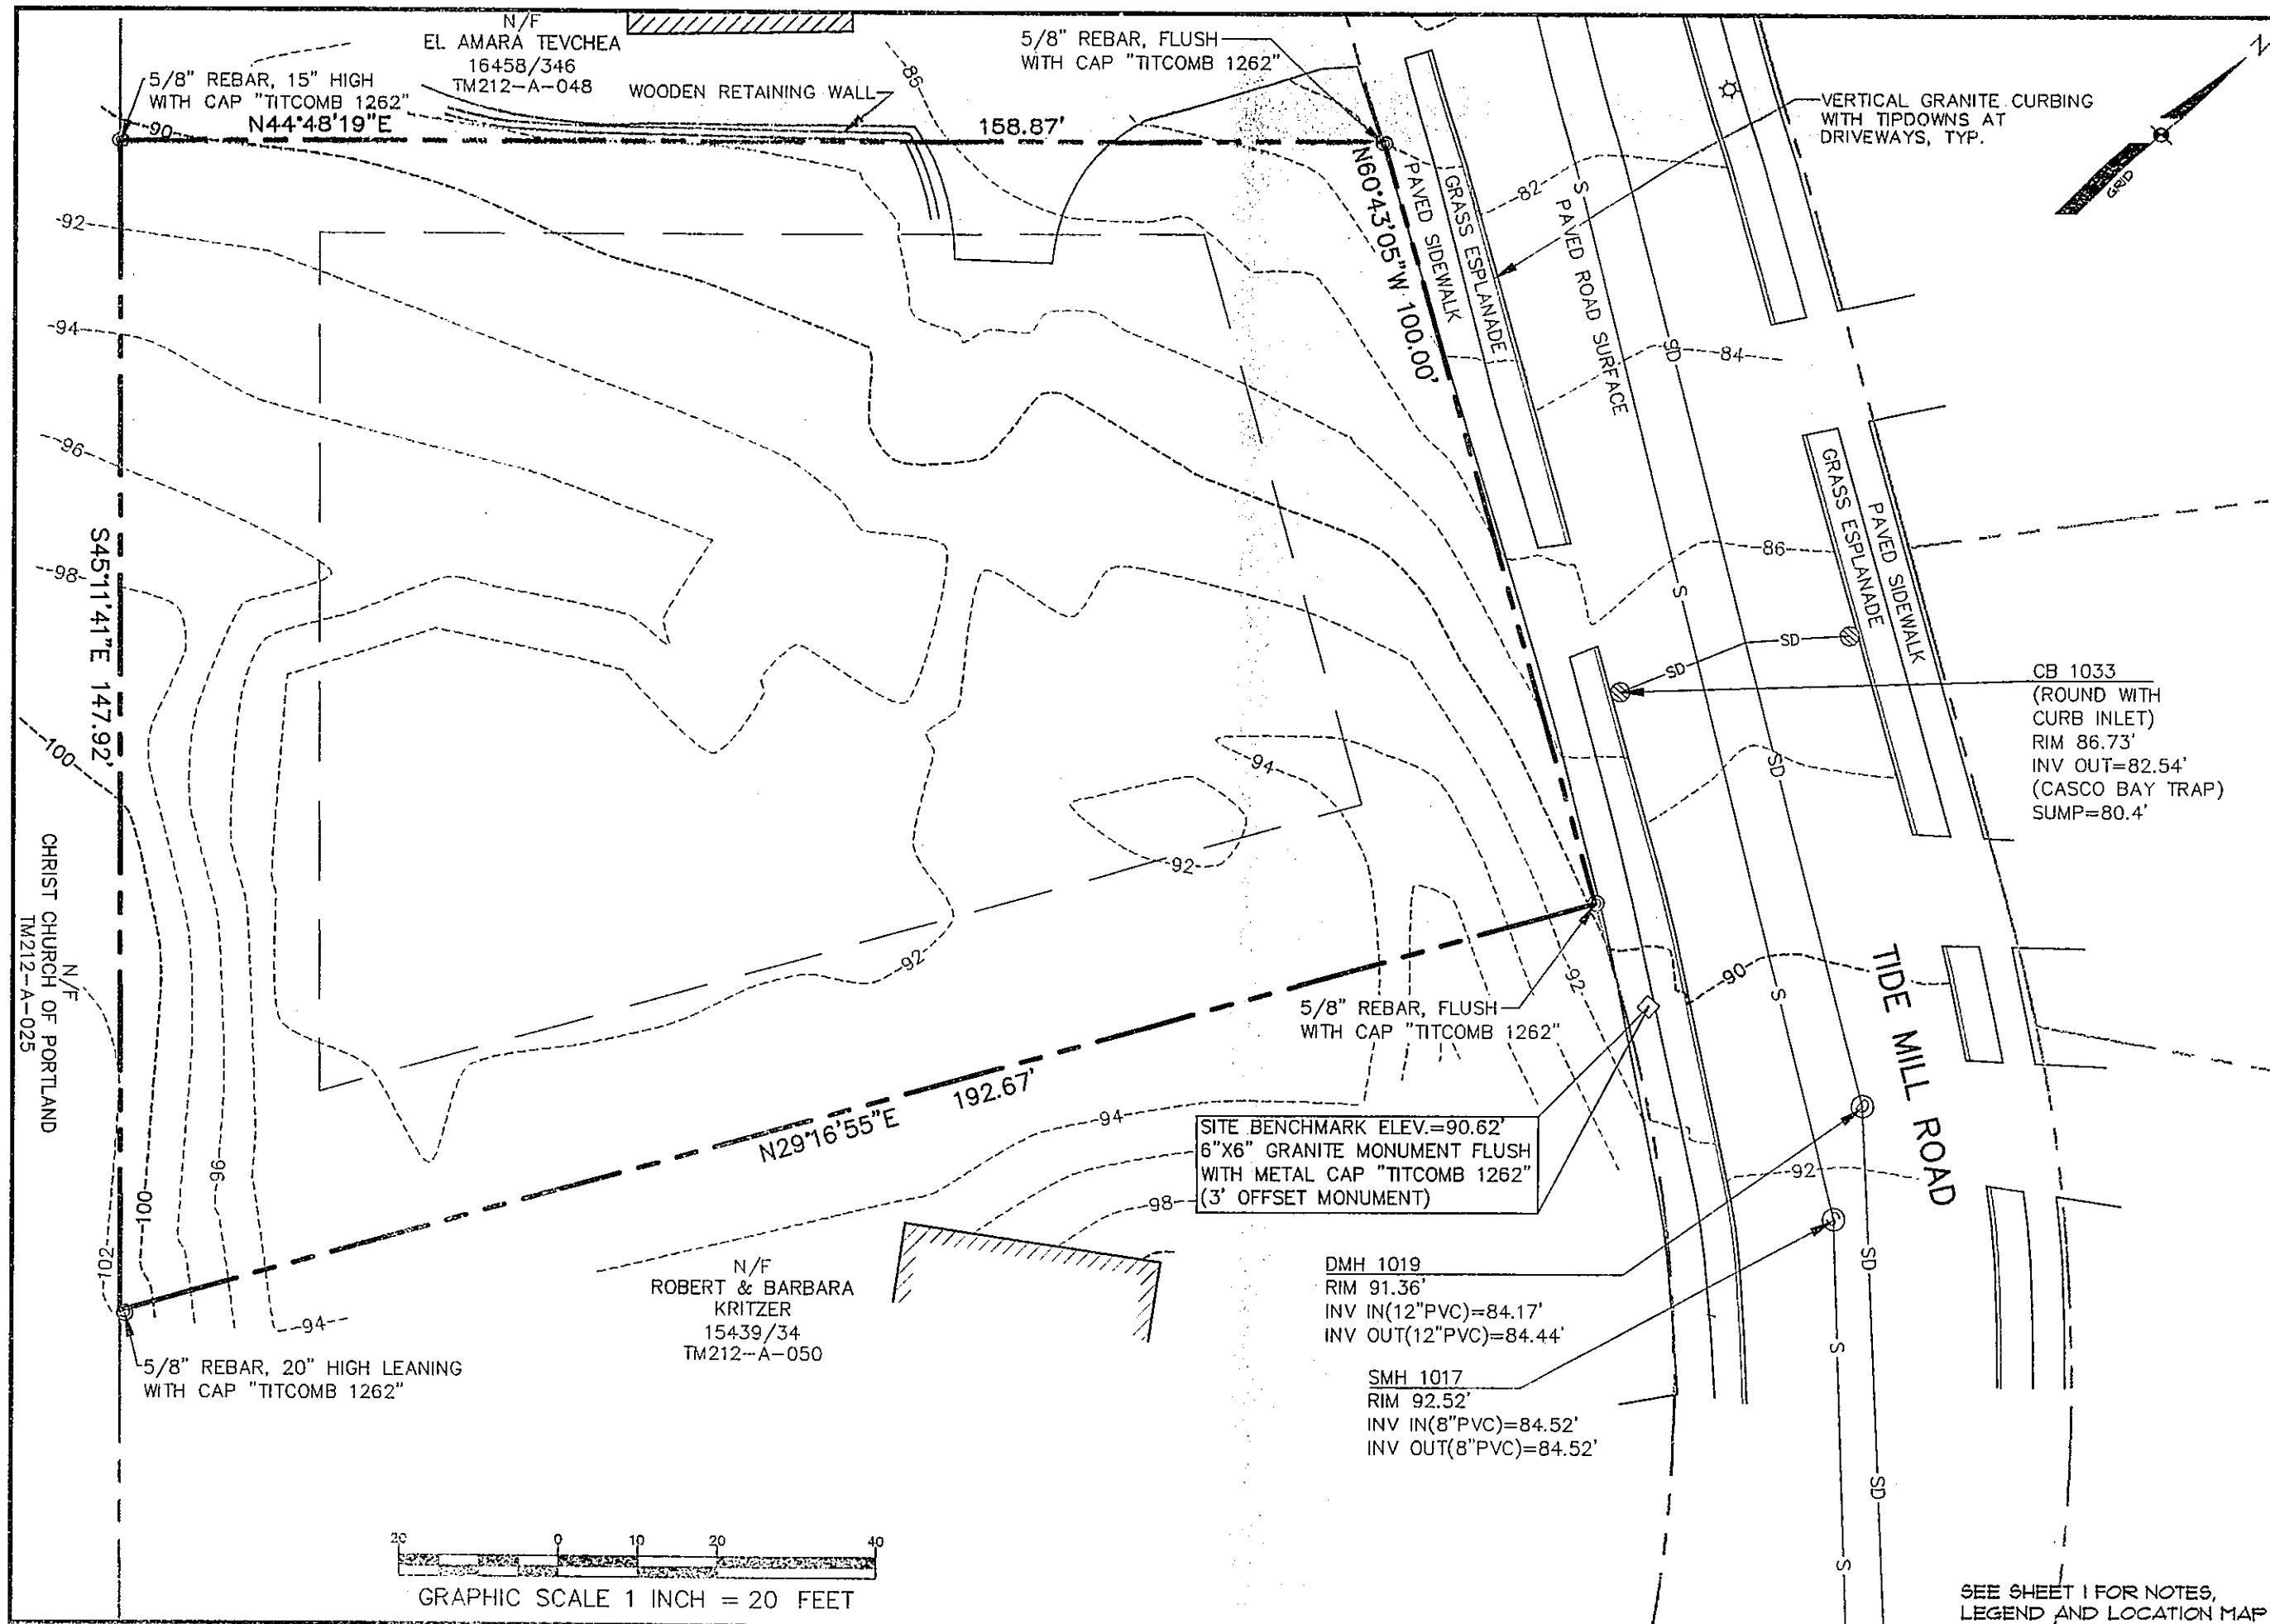 N/F
EL AMARA TEVCHEA
16458/346
TM212-A-048
5/8" REBAR, 15" HIGH
WITH CAP "TITCOMB 1262"
WOODEN RETAINING WALL
5/8" REBAR, FLUSH
WITH CAP "TITCOMB 1262"
N
GRID
VERTICAL GRANITE CURBING
WITH TIPDOWNS AT
DRIVEWAYS, TYP.
N44°48'19"E
158.87'
N60°43'05"W 100.00'
PAVED SIDEWALK
GRASS ESPLANADE
PAVED ROAD SURFACE
86
90
92
94
96
98
100
82
84
86
S
SD
S
SD
SD
SD
GRASS ESPLANADE
PAVED SIDEWALK
S45°11'41"E 147.92'
CB 1033
(ROUND WITH
CURB INLET)
RIM 86.73'
INV OUT=82.54'
(CASCO BAY TRAP)
SUMP=80.4'
N/F
CHRIST CHURCH OF PORTLAND
TM212-A-025
94
92
92
92
90
SD
S
TIDE MILL ROAD
5/8" REBAR, FLUSH
WITH CAP "TITCOMB 1262"
N29°16'55"E 192.67'
94
98
92
SITE BENCHMARK ELEV.=90.62'
6"X6" GRANITE MONUMENT FLUSH
WITH METAL CAP "TITCOMB 1262"
(3' OFFSET MONUMENT)
96
100
102
94
N/F
ROBERT & BARBARA
KRITZER
15439/34
TM212-A-050
DMH 1019
RIM 91.36'
INV IN(12"PVC)=84.17'
INV OUT(12"PVC)=84.44'
SMH 1017
RIM 92.52'
INV IN(8"PVC)=84.52'
INV OUT(8"PVC)=84.52'
5/8" REBAR, 20" HIGH LEANING
WITH CAP "TITCOMB 1262"
SD
S
SD
S
20 0 10 20 40
GRAPHIC SCALE 1 INCH = 20 FEET
SEE SHEET 1 FOR NOTES,
LEGEND AND LOCATION MAP